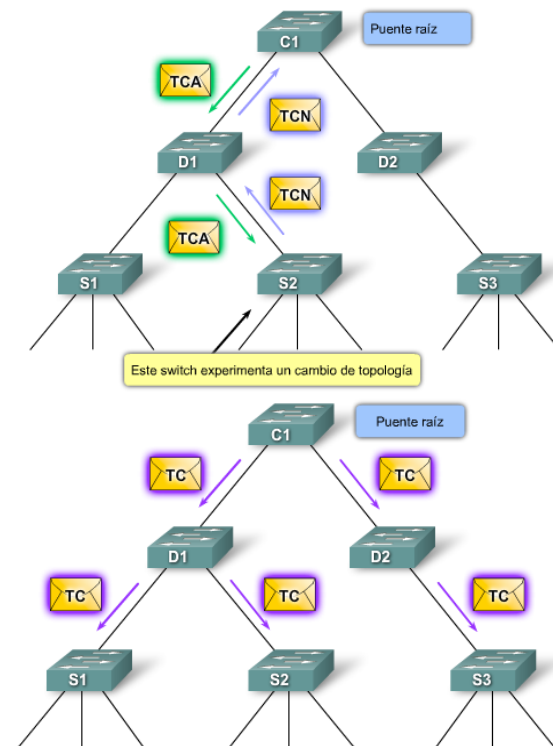 C1
Puente raíz
TCA
TCN
D1
D2
TCN
TCA
S1
S2
S3
Este switch experimenta un cambio de topología
C1
Puente raíz
TC
TC
D1
D2
TC
TC
TC
S1
S2
S3